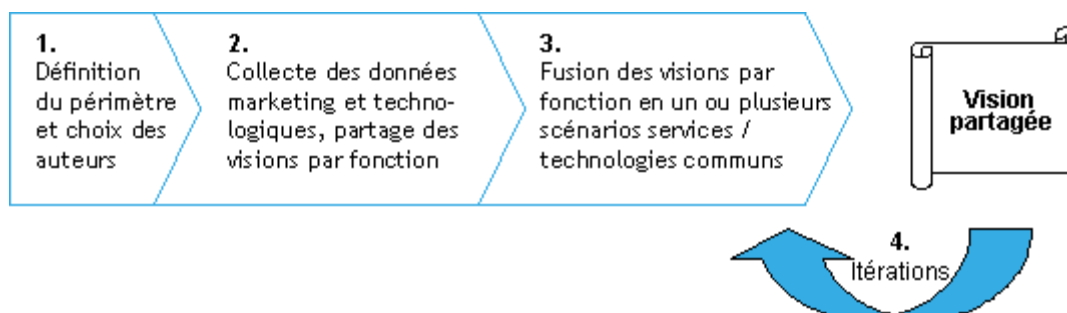 1.
Définition
du périmètre
et choix des
auteurs
2.
Collecte des données
marketing et techno-
logiques, partage des
visions par fonction
3.
Fusion des visions par
fonction en un ou plusieurs
scénarios services /
technologies communs
Vision
partagée
4.
Itérations